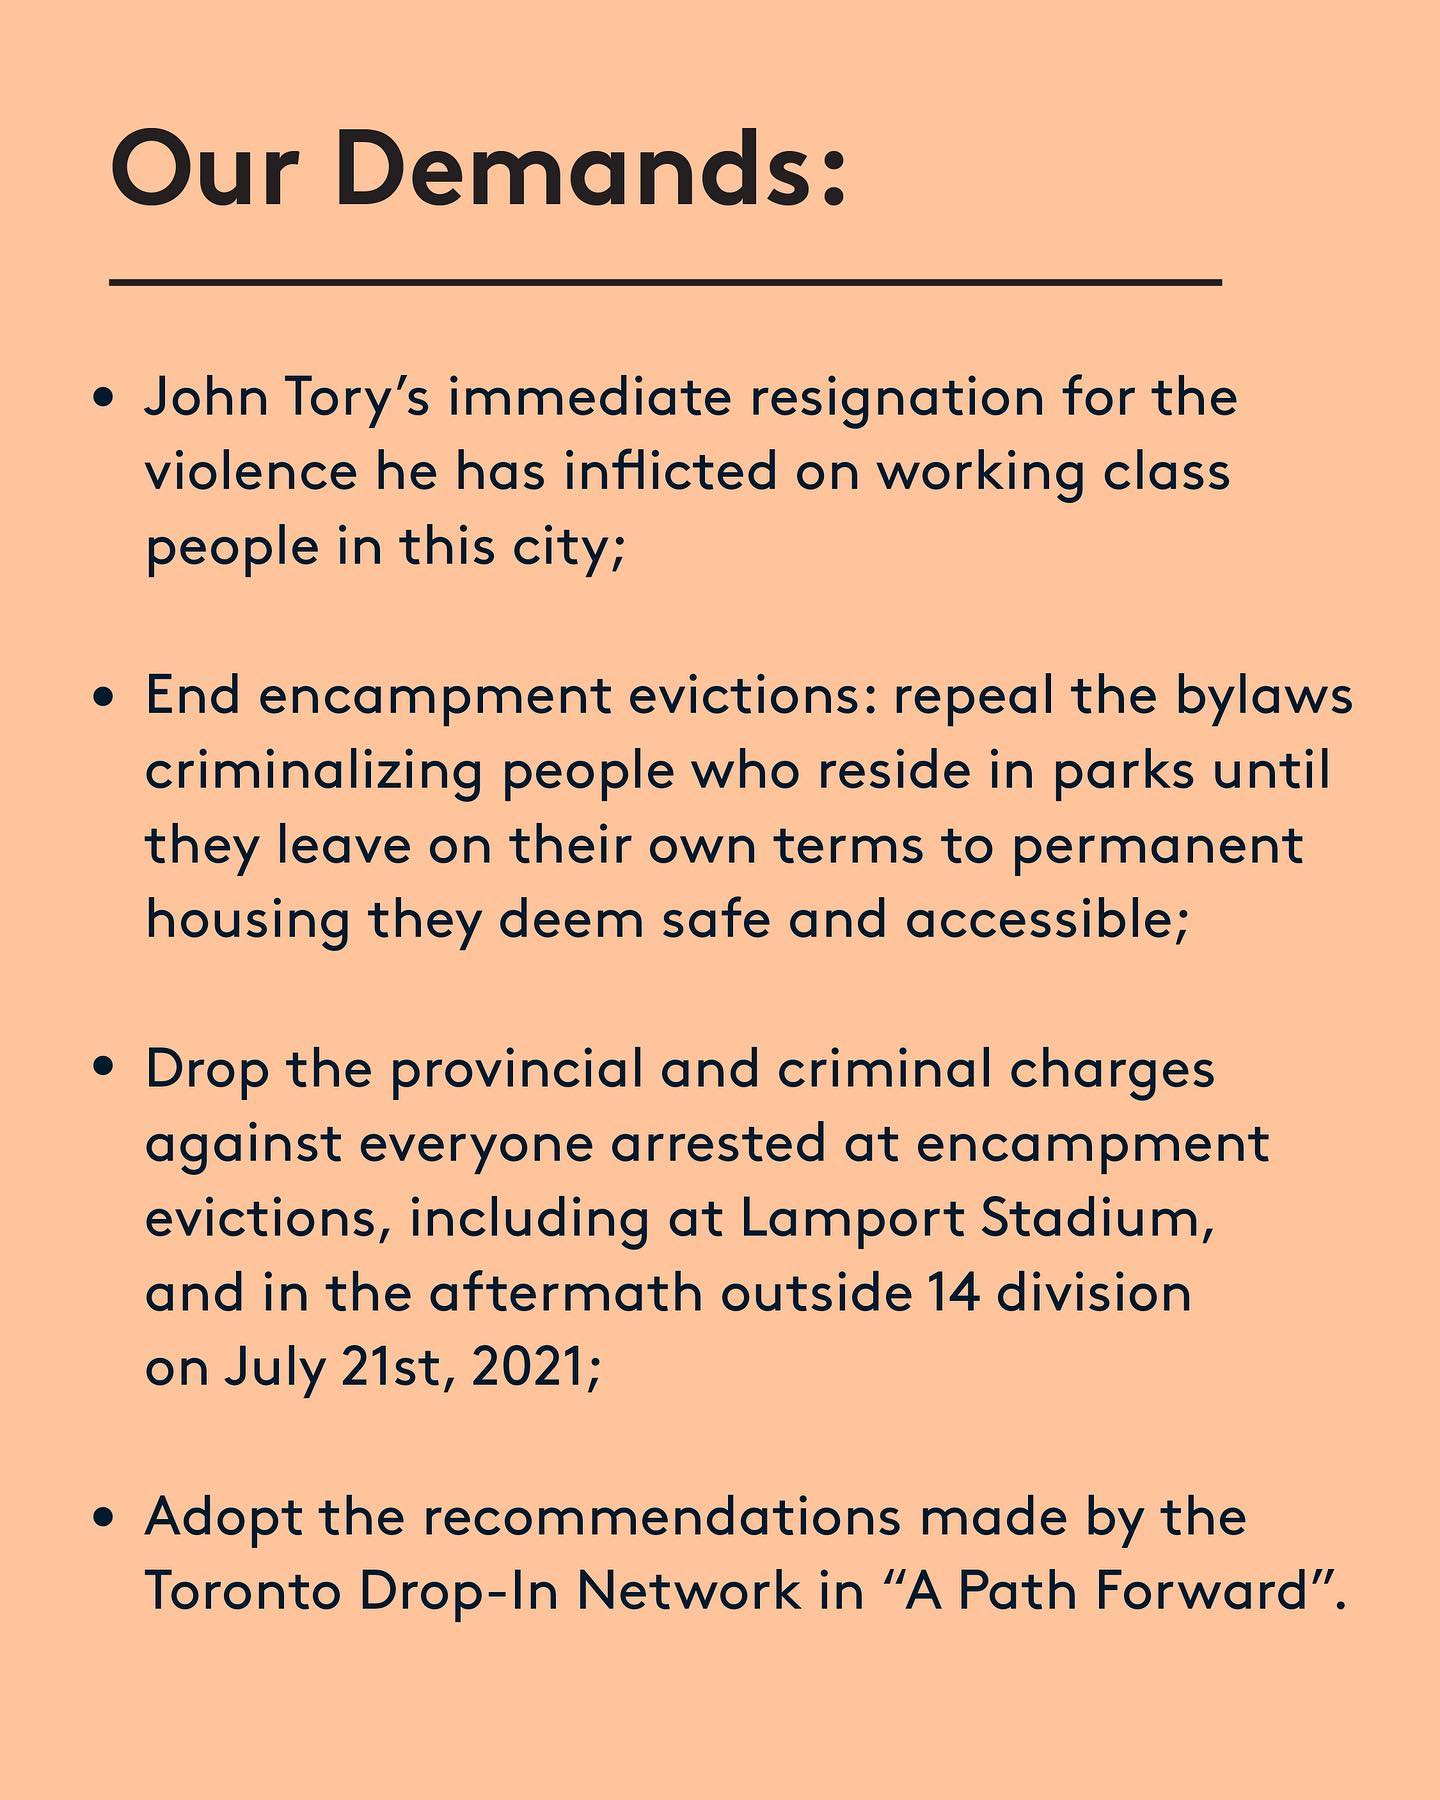 Our Demands:
• John Tory’s immediate resignation for the
violence he has inflicted on working class
people in this city;
• End encampment evictions: repeal the bylaws
criminalizing people who reside in parks until
they leave on their own terms to permanent
housing they deem safe and accessible;
• Drop the provincial and criminal charges
against everyone arrested at encampment
evictions, including at Lamport Stadium,
and in the aftermath outside 14 division
on July 21st, 2021;
• Adopt the recommendations made by the
Toronto Drop-In Network in “A Path Forward”.